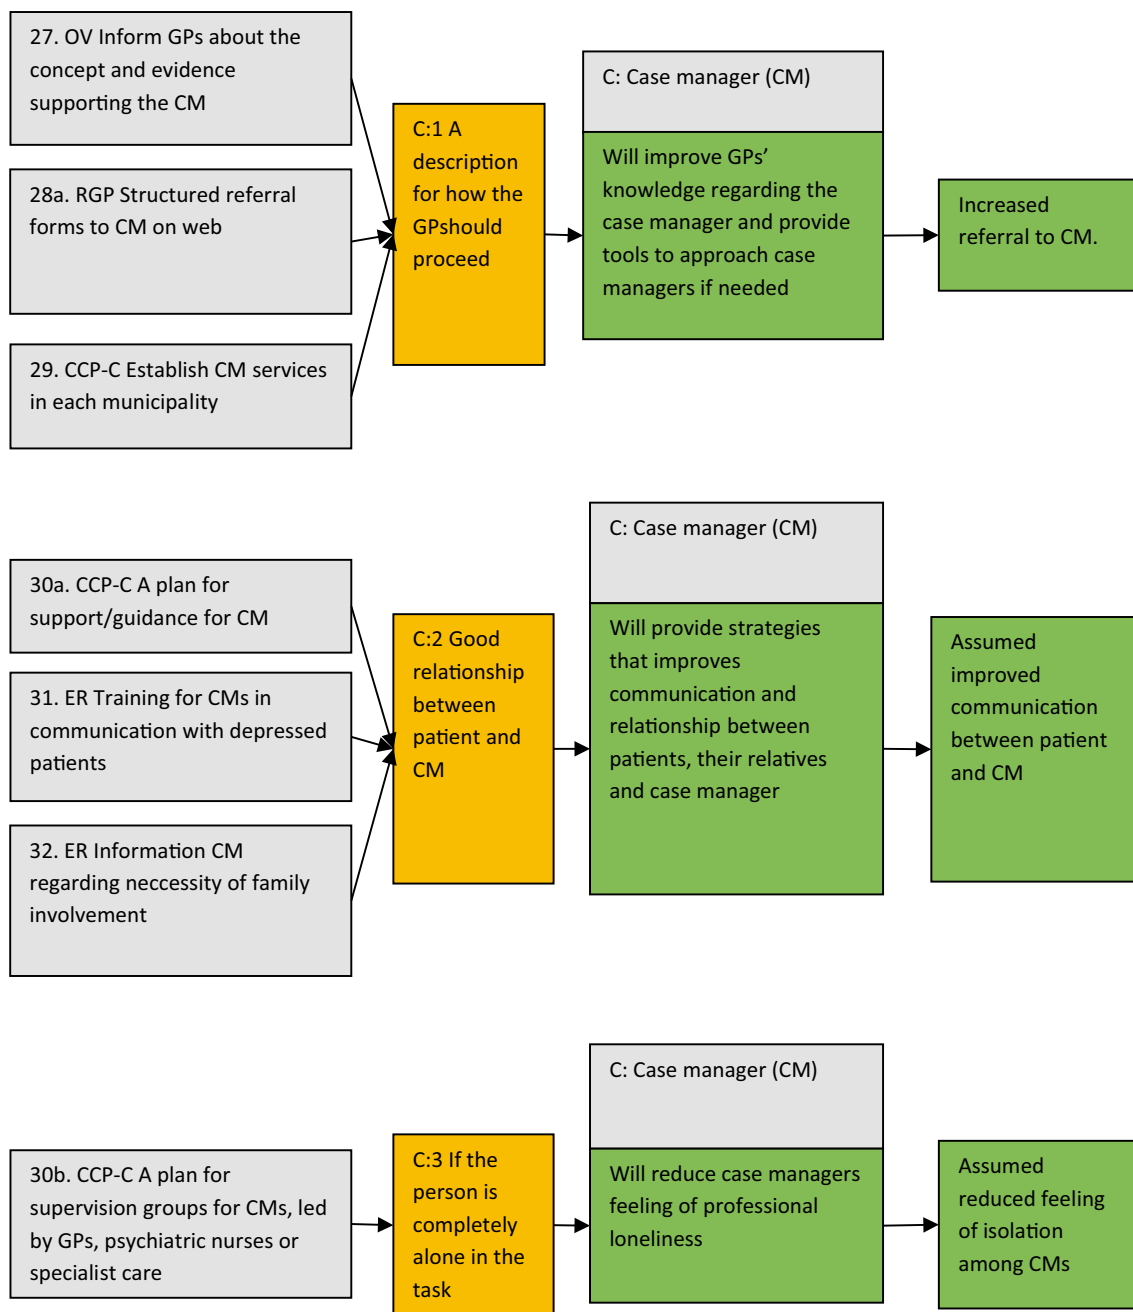 27. OV Inform GPs about the
concept and evidence
supporting the CM
28a. RGP Structured referral
forms to CM on web
29. CCP-C Establish CM services
in each municipality
C:1 A
description
for how the
GPshould
proceed
C: Case manager (CM)
Will improve GPs’
knowledge regarding the
case manager and provide
tools to approach case
managers if needed
Increased
referral to CM.
30a. CCP-C A plan for
support/guidance for CM
31. ER Training for CMs in
communication with depressed
patients
32. ER Information CM
regarding neccessity of family
involvement
C:2 Good
relationship
between
patient and
CM
C: Case manager (CM)
Will provide strategies
that improves
communication and
relationship between
patients, their relatives
and case manager
Assumed
improved
communication
between patient
and CM
30b. CCP-C A plan for
supervision groups for CMs, led
by GPs, psychiatric nurses or
specialist care
C:3 If the
person is
completely
alone in the
task
C: Case manager (CM)
Will reduce case managers
feeling of professional
loneliness
Assumed
reduced feeling
of isolation
among CMs